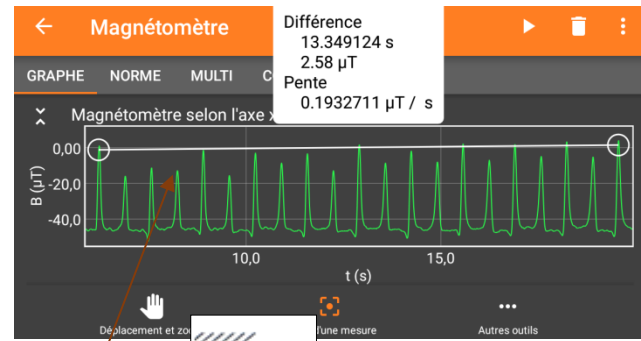 Magnétomètre
Différence
13.349124 s
2.58 µT
Pente
0.1932711 µT / s
GRAPHE NORME MULTI
Magnétomètre selon l'axe x
B (µT)
0,00
-20,0
-40,0
10,0 15,0
t (s)
Déplacement et d'une mesure Autres outils